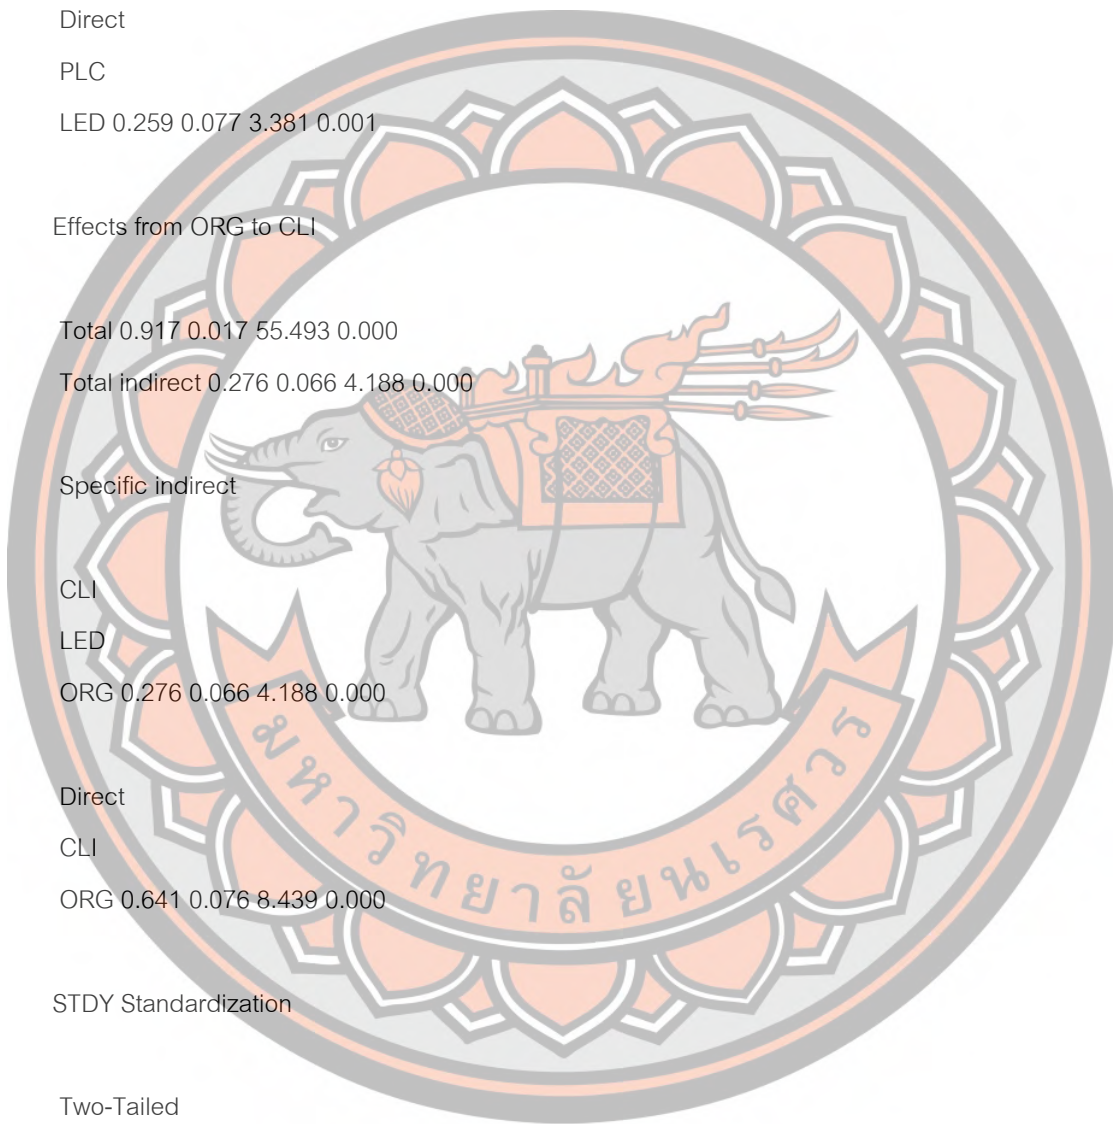 Direct
PLC
LED 0.259 0.077 3.381 0.001
Effects from ORG to CLI
Total 0.917 0.017 55.493 0.000
Total indirect 0.276 0.066 4.188 0.000
Specific indirect
CLI
LED
ORG 0.276 0.066 4.188 0.000
Direct
CLI
ORG 0.641 0.076 8.439 0.000
STDY Standardization
Two-Tailed
มหาวิทยาลัยนเรศวร